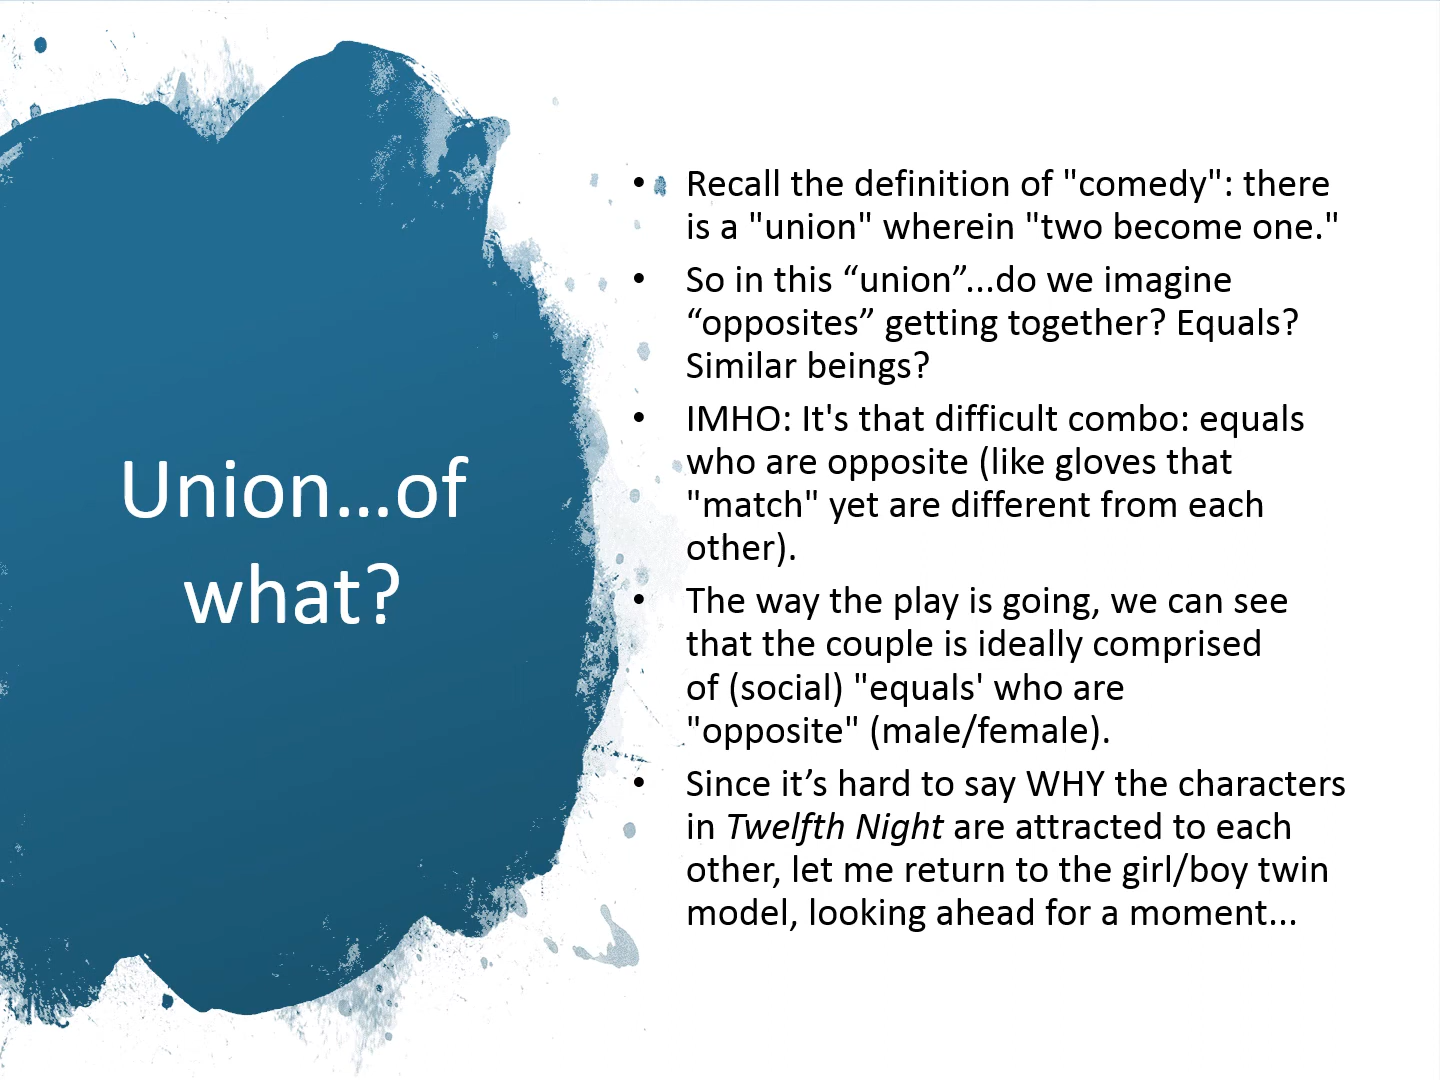 Union...of
what?
• Recall the definition of "comedy": there
is a "union" wherein "two become one."
• So in this “union”...do we imagine
“opposites” getting together? Equals?
Similar beings?
• IMHO: It's that difficult combo: equals
who are opposite (like gloves that
"match" yet are different from each
other).
• The way the play is going, we can see
that the couple is ideally comprised
of (social) "equals' who are
"opposite" (male/female).
• Since it’s hard to say WHY the characters
in Twelfth Night are attracted to each
other, let me return to the girl/boy twin
model, looking ahead for a moment...